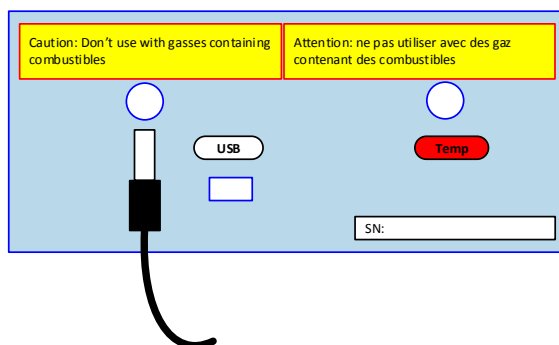 Caution: Don't use with gasses containing
combustibles
Attention: ne pas utiliser avec des gaz
contenant des combustibles
USB
Temp
SN: